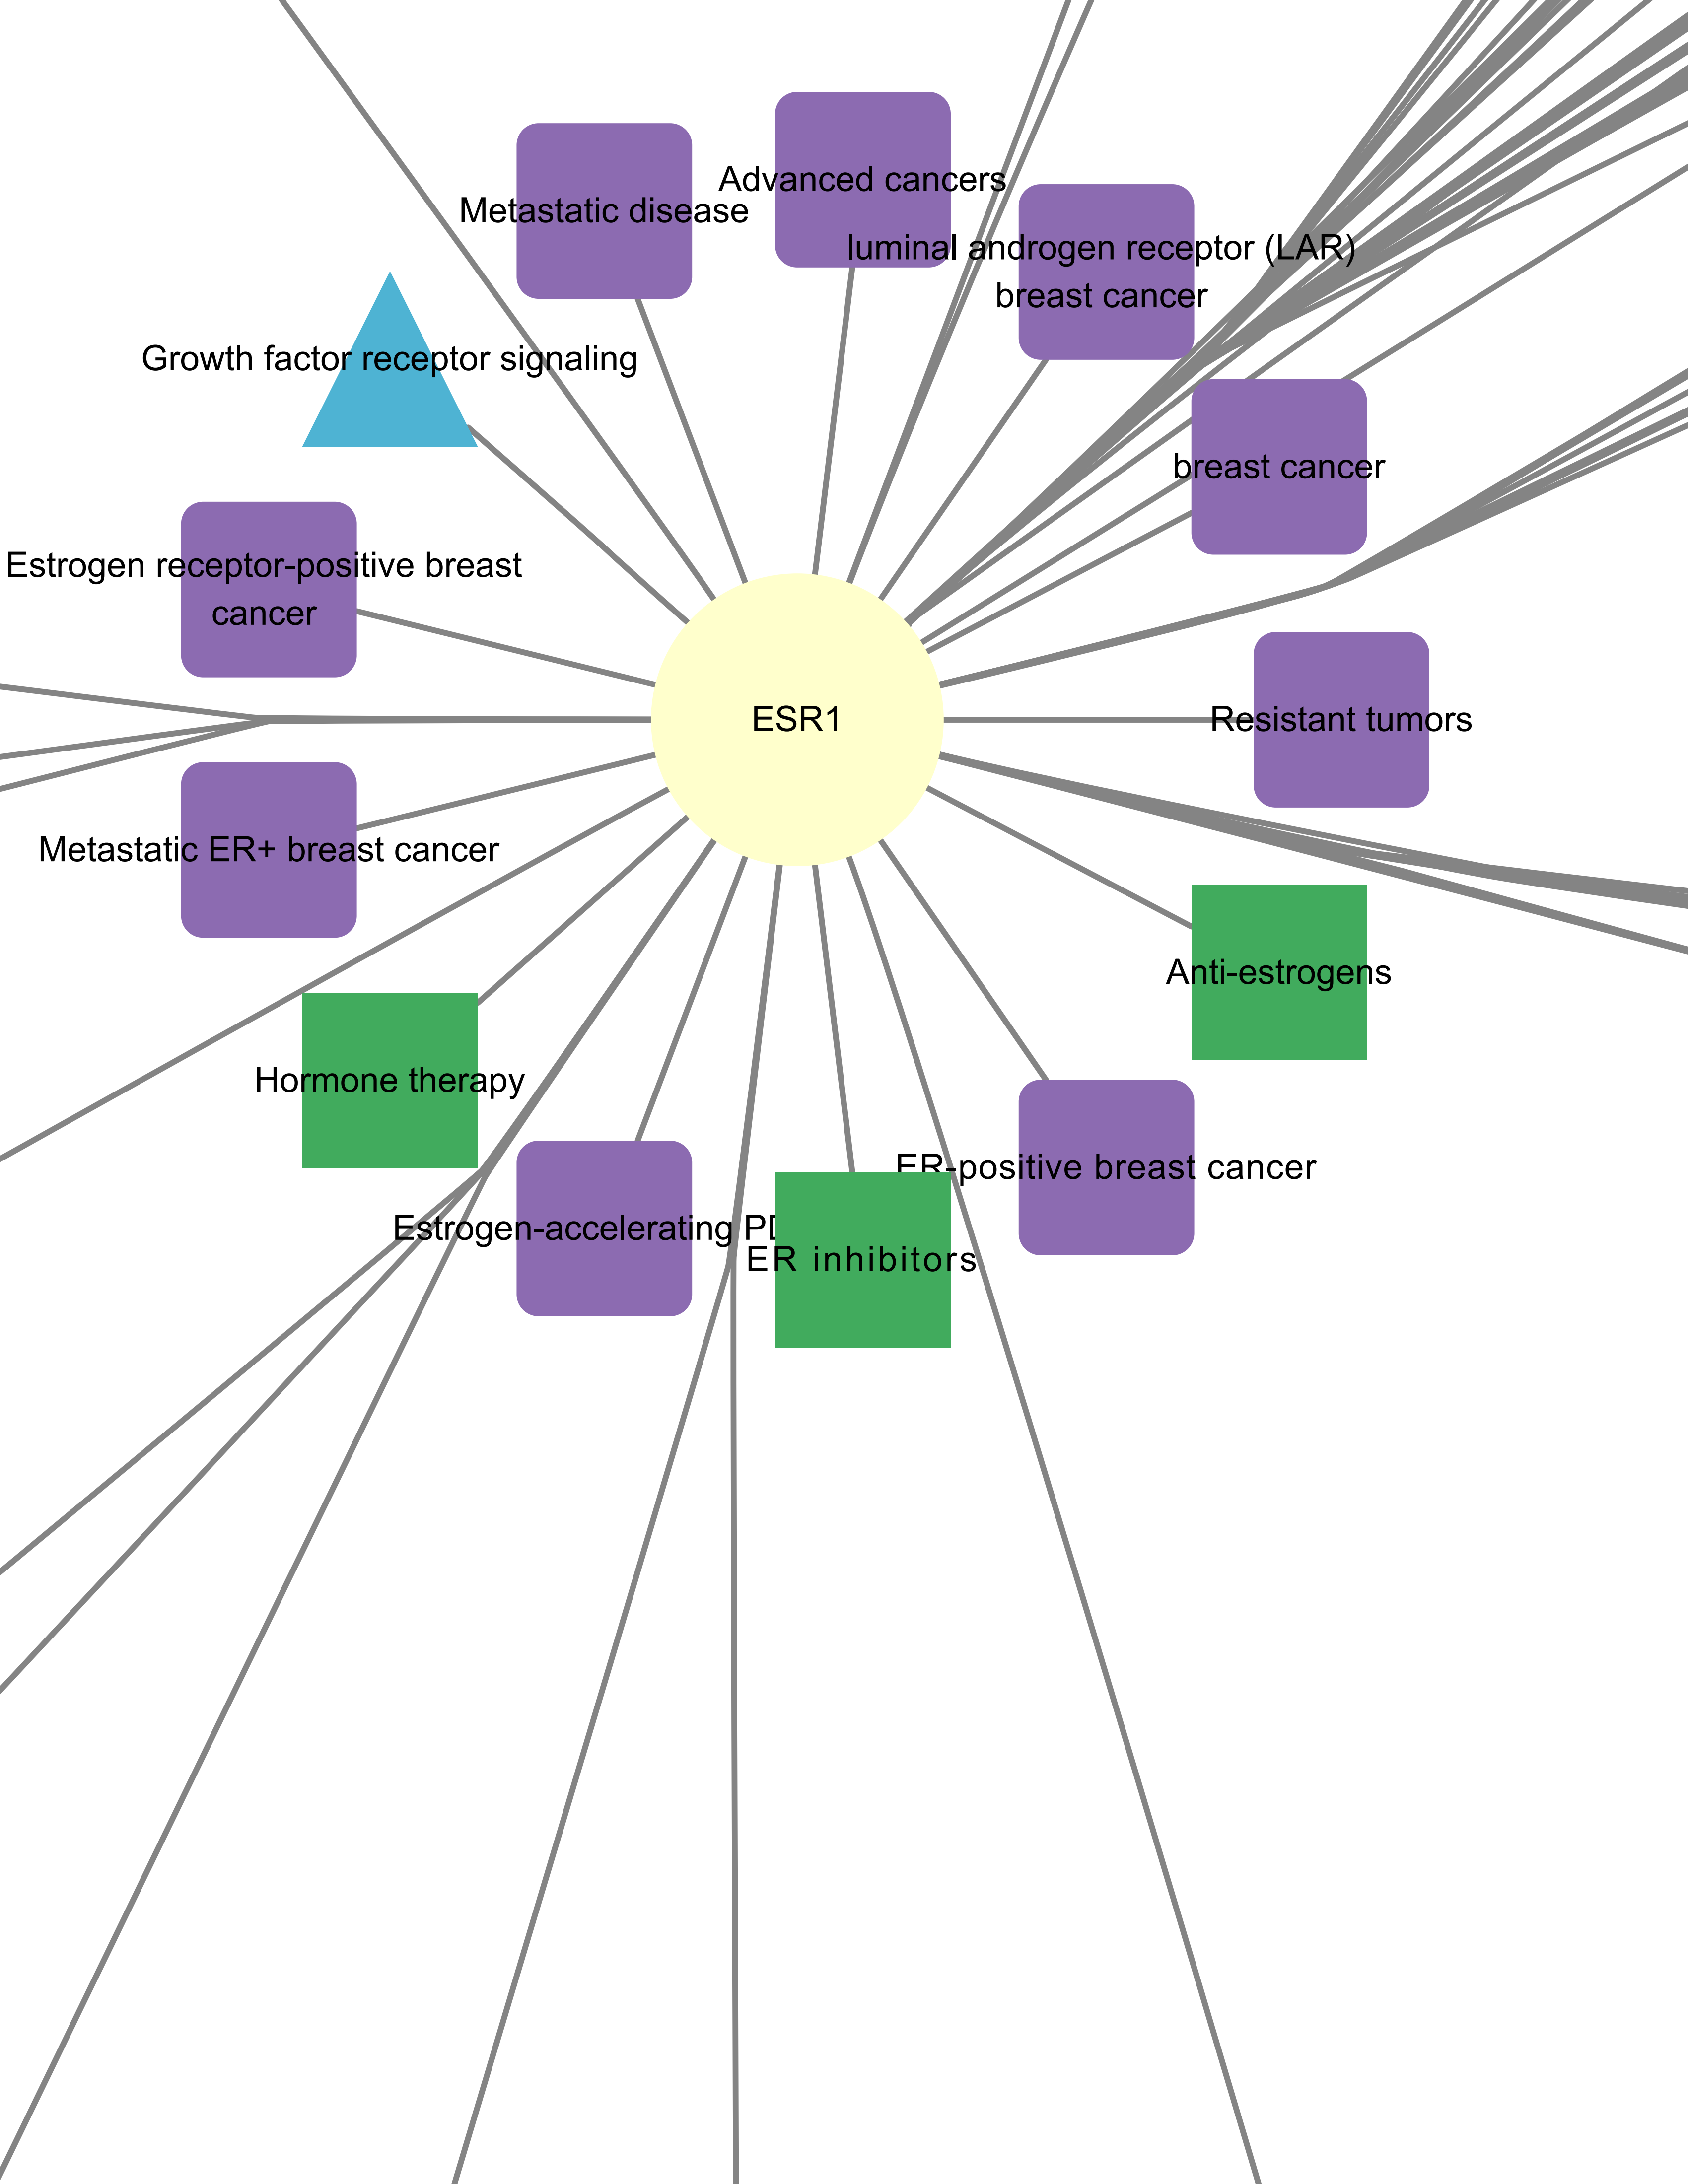 Advanced cancers
Metastatic disease
luminal androgen receptor (LAR)
breast cancer
Growth factor receptor signaling
breast cancer
Estrogen receptor-positive breast
cancer
ESR1
Resistant tumors
Metastatic ER+ breast cancer
Anti-estrogens
Hormone therapy
ER-positive breast cancer
Estrogen-accelerating
ER inhibitors